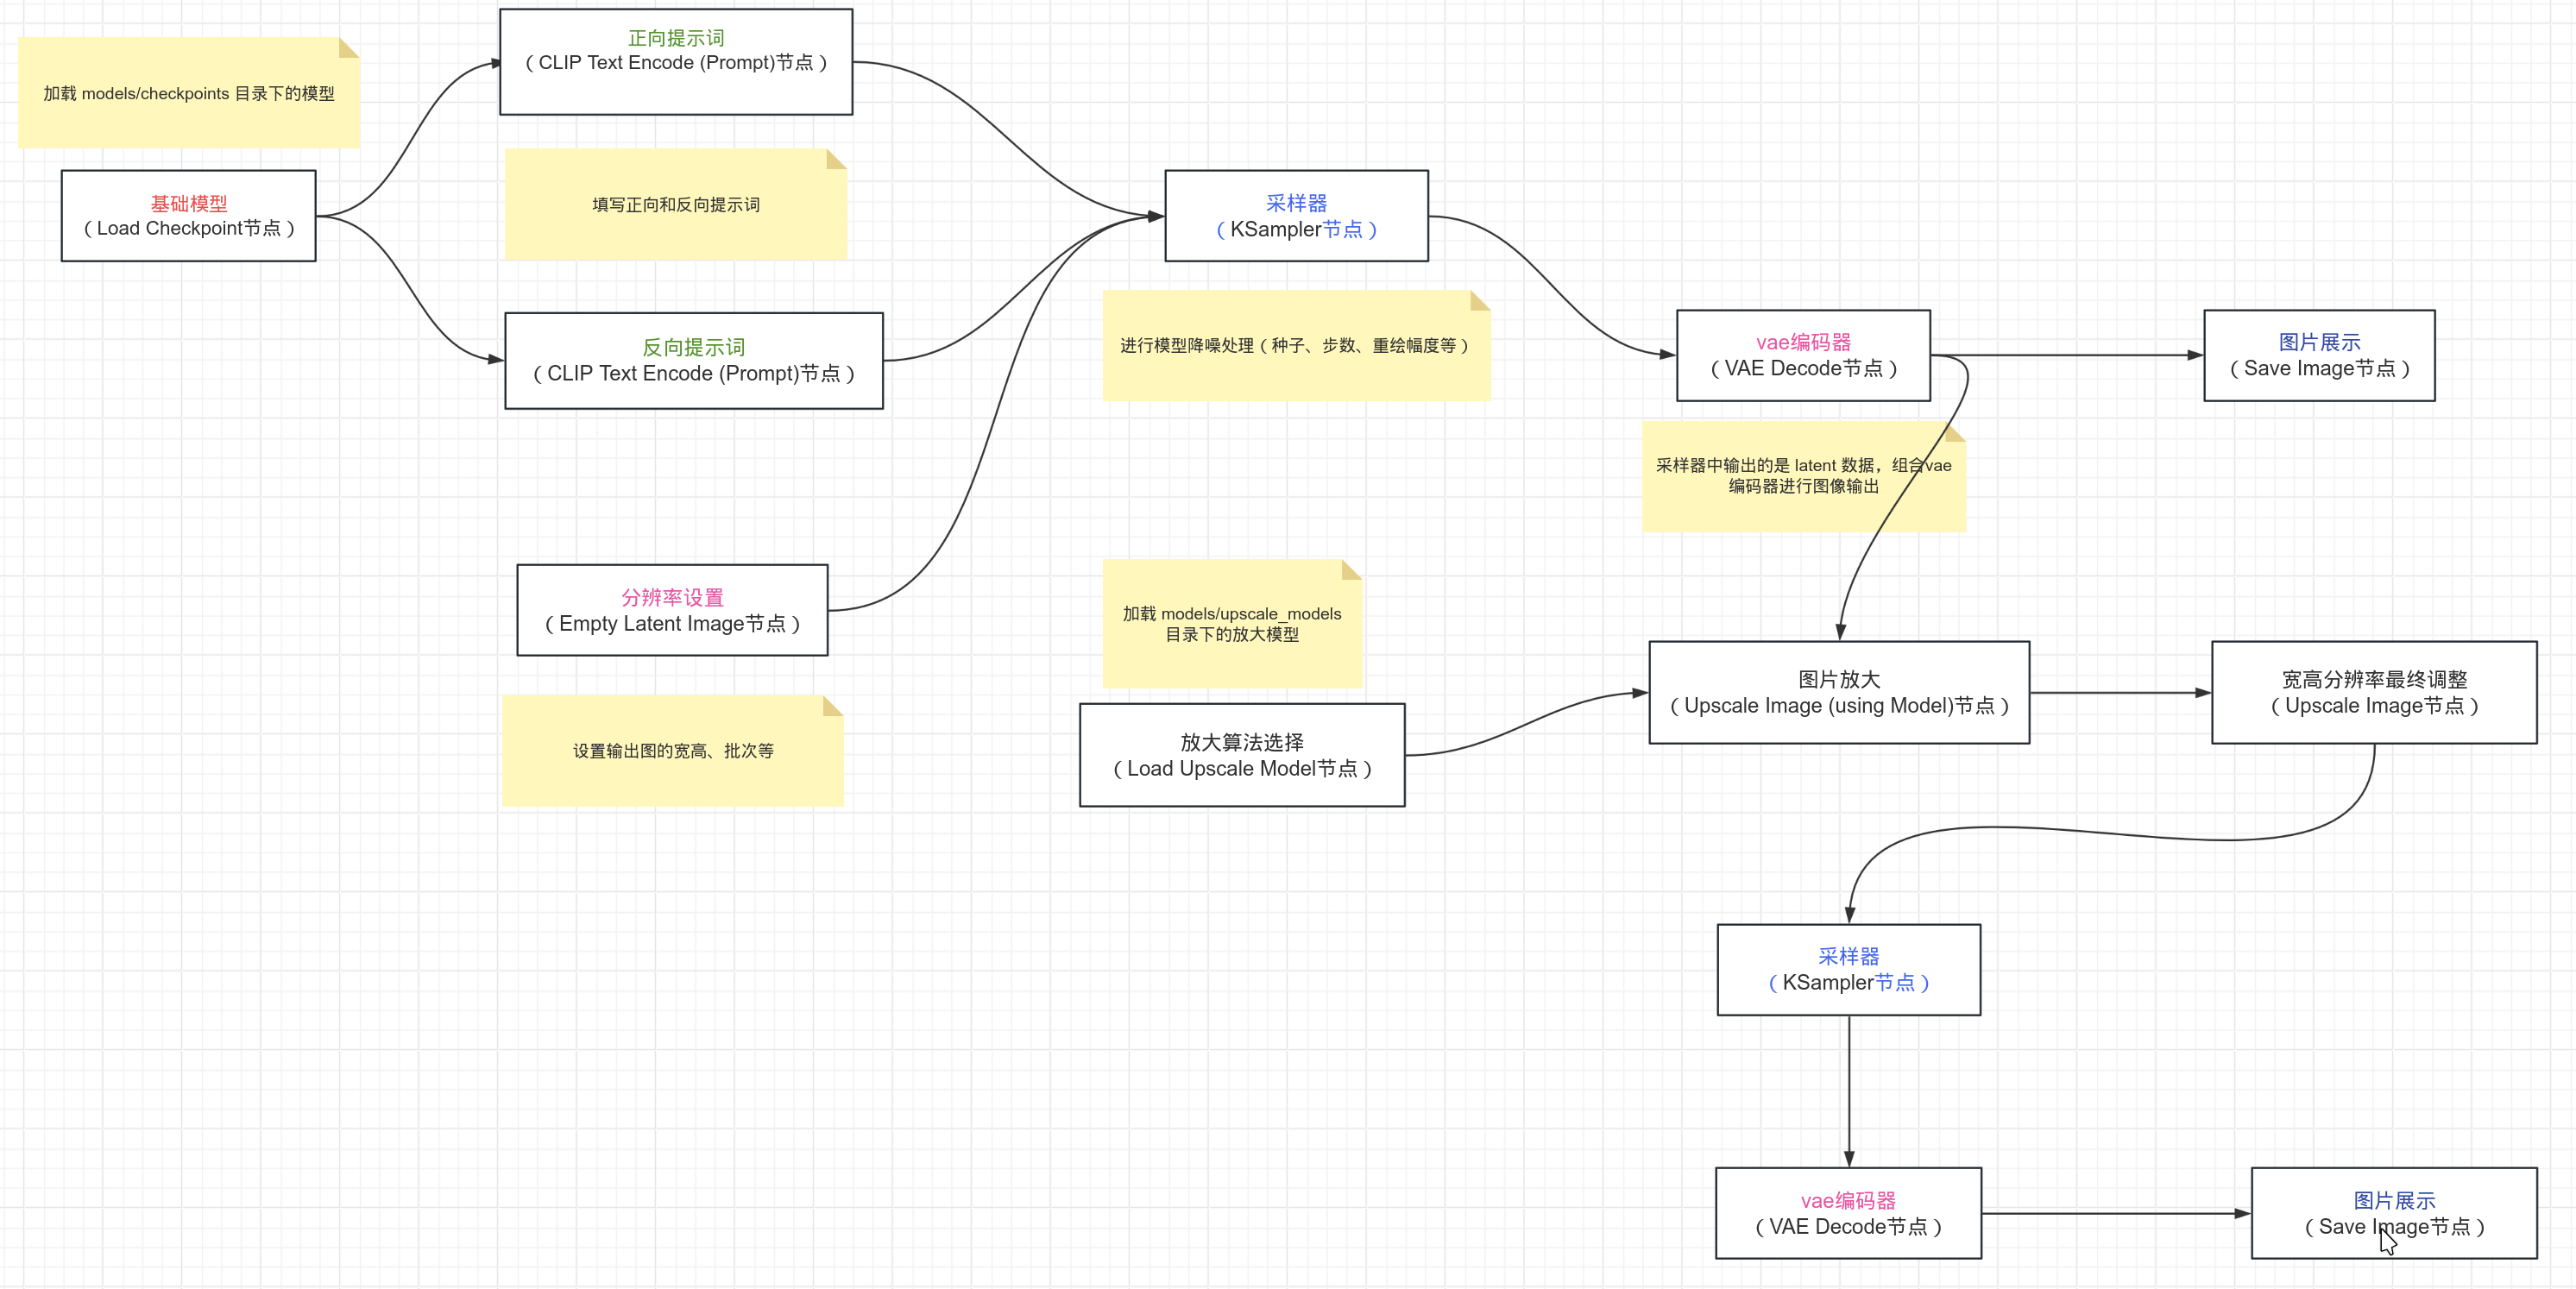 正向提示词
（CLIP Text Encode (Prompt)节点）
加载 models/checkpoints 目录下的模型
基础模型
（Load Checkpoint节点）
填写正向和反向提示词
采样器
（KSampler节点）
反向提示词
（CLIP Text Encode (Prompt)节点）
进行模型降噪处理（种子、步数、重绘幅度等）
vae编码器
（VAE Decode节点）
图片展示
（Save Image节点）
采样器中输出的是 latent 数据，组合vae
编码器进行图像输出
分辨率设置
（Empty Latent Image节点）
加载 models/upscale_models
目录下的放大模型
图片放大
（Upscale Image (using Model)节点）
宽高分辨率最终调整
（Upscale Image节点）
设置输出图的宽高、批次等
放大算法选择
（Load Upscale Model节点）
采样器
（KSampler节点）
vae编码器
（VAE Decode节点）
图片展示
（Save Image节点）